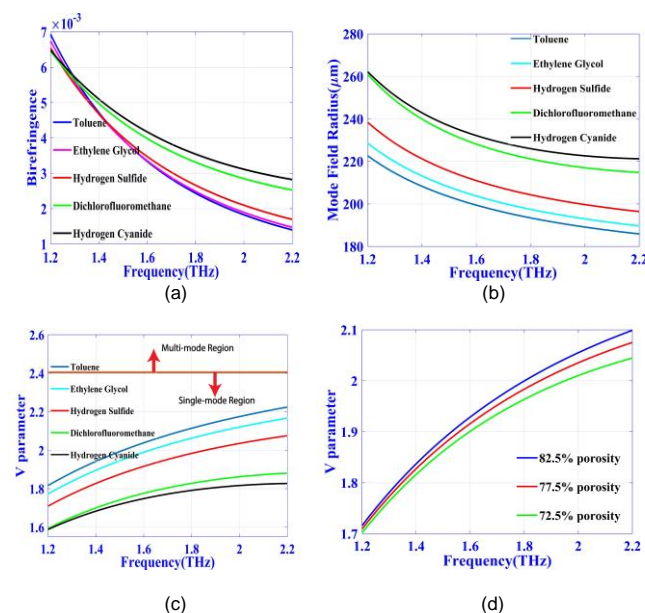 7 ×10⁻³
6
5
4
3
2
1
Birefringence
Toluene
Ethylene Glycol
Hydrogen Sulfide
Dichlorofluoromethane
Hydrogen Cyanide
1.2 1.4 1.6 1.8 2 2.2
Frequency(THz)
(a)
280
260
240
220
200
180
Mode Field Radius(μm)
Toluene
Ethylene Glycol
Hydrogen Sulfide
Dichlorofluoromethane
Hydrogen Cyanide
1.2 1.4 1.6 1.8 2 2.2
Frequency(THz)
(b)
2.6
2.4
2.2
2
1.8
1.6
V parameter
Multi-mode Region
Toluene
Ethylene Glycol
Single-mode Region
Hydrogen Sulfide
Dichlorofluoromethane
Hydrogen Cyanide
1.2 1.4 1.6 1.8 2 2.2
Frequency(THz)
(c)
2.1
2
1.9
1.8
1.7
V parameter
82.5% porosity
77.5% porosity
72.5% porosity
1.2 1.4 1.6 1.8 2 2.2
Frequency(THz)
(d)